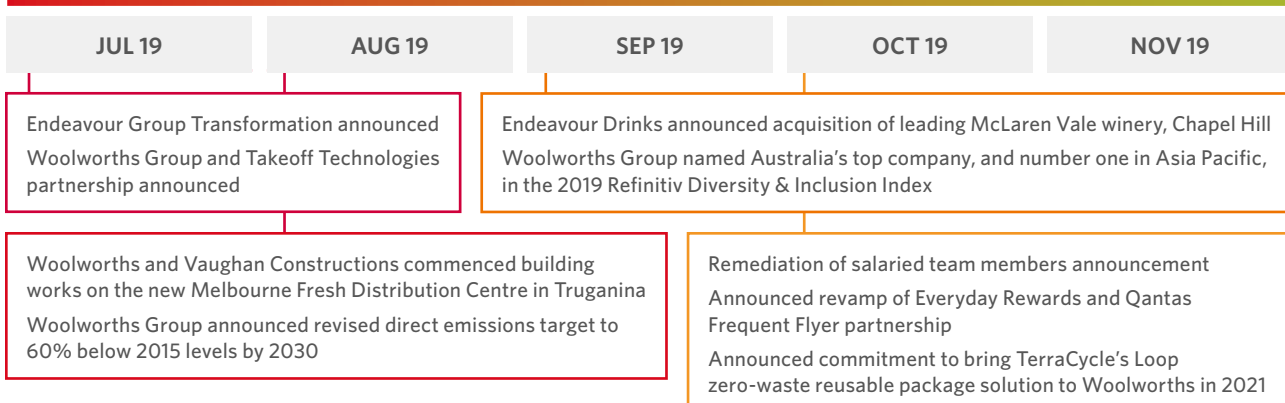 JUL 19
AUG 19
SEP 19
OCT 19
NOV 19
Endeavour Group Transformation announced
Woolworths Group and Takeoff Technologies
partnership announced
Endeavour Drinks announced acquisition of leading McLaren Vale winery, Chapel Hill
Woolworths Group named Australia's top company, and number one in Asia Pacific,
in the 2019 Refinitiv Diversity & Inclusion Index
Woolworths and Vaughan Constructions commenced building
works on the new Melbourne Fresh Distribution Centre in Truganina
Woolworths Group announced revised direct emissions target to
60% below 2015 levels by 2030
Remediation of salaried team members announcement
Announced revamp of Everyday Rewards and Qantas
Frequent Flyer partnership
Announced commitment to bring TerraCycle's Loop
zero-waste reusable package solution to Woolworths in 2021